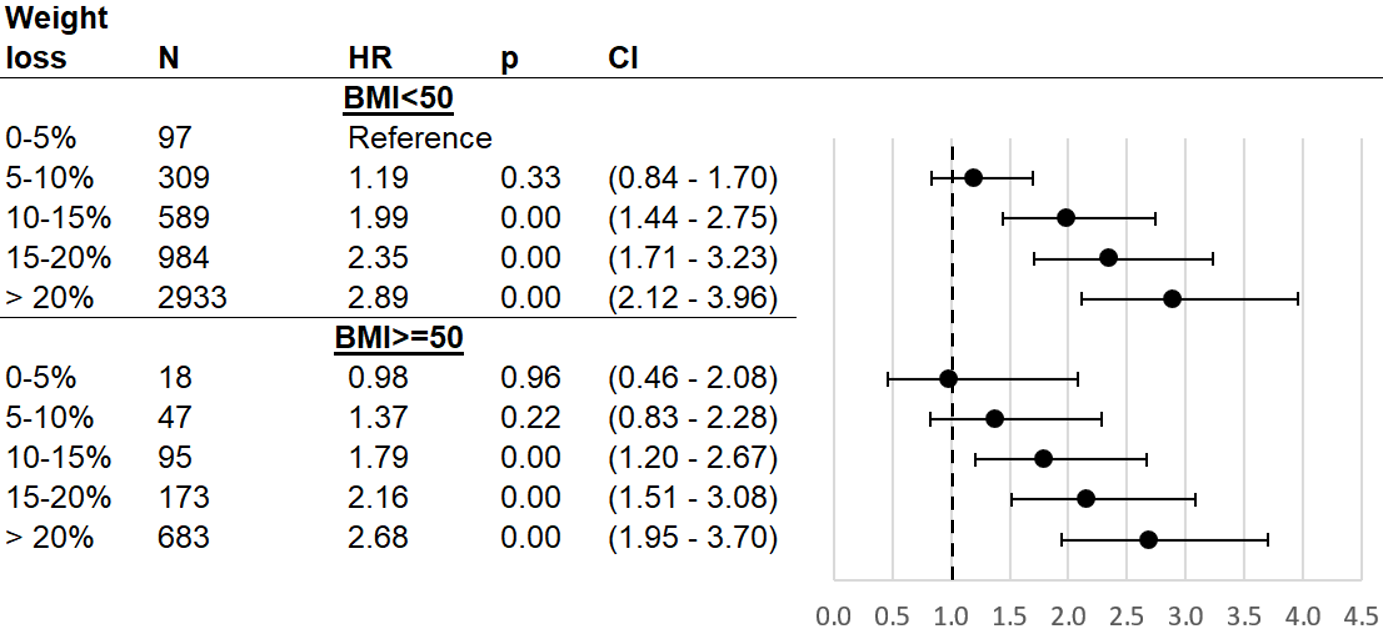 Weight
loss N HR p CI
BMI<50
0-5% 97 Reference
5-10% 309 1.19 0.33 (0.84 - 1.70)
10-15% 589 1.99 0.00 (1.44 - 2.75)
15-20% 984 2.35 0.00 (1.71 - 3.23)
> 20% 2933 2.89 0.00 (2.12 - 3.96)
BMI>=50
0-5% 18 0.98 0.96 (0.46 - 2.08)
5-10% 47 1.37 0.22 (0.83 - 2.28)
10-15% 95 1.79 0.00 (1.20 - 2.67)
15-20% 173 2.16 0.00 (1.51 - 3.08)
> 20% 683 2.68 0.00 (1.95 - 3.70)
0.0 0.5 1.0 1.5 2.0 2.5 3.0 3.5 4.0 4.5